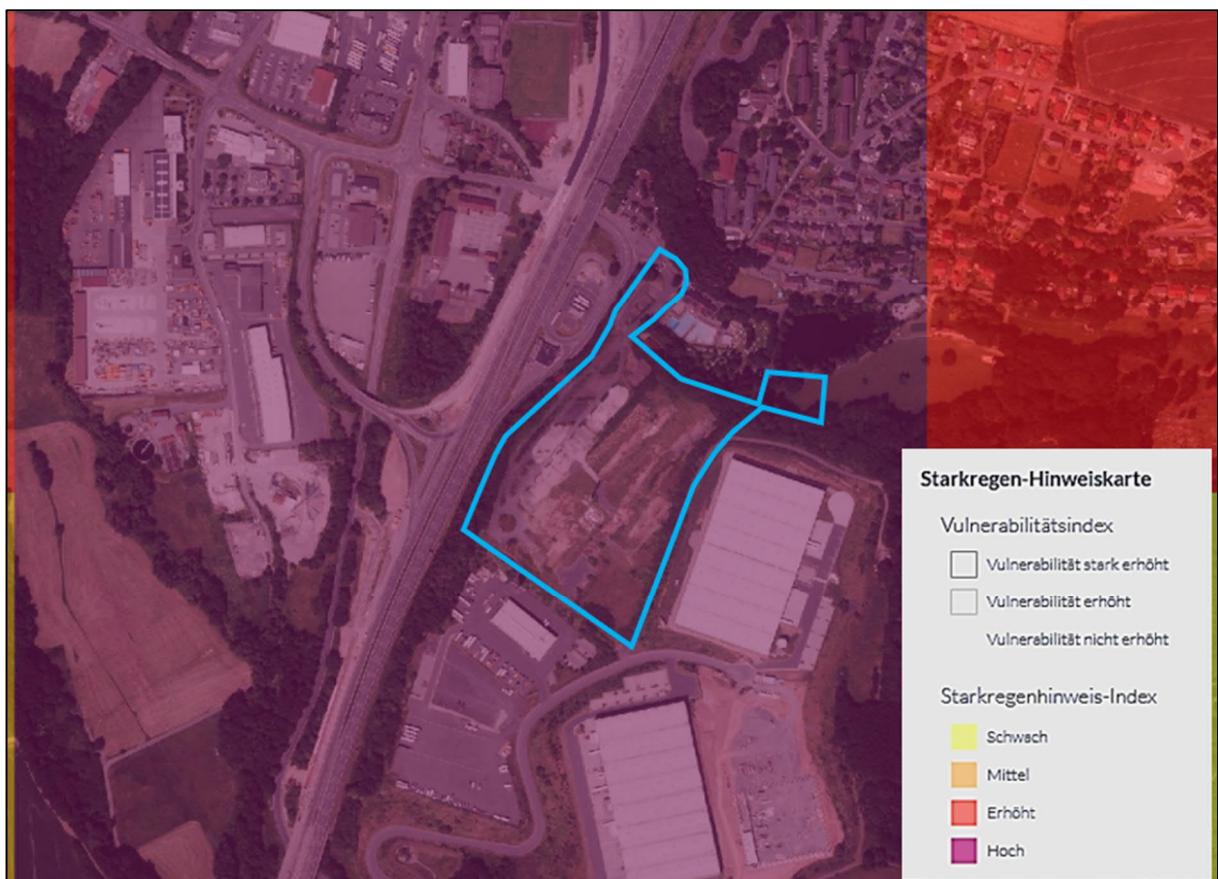 Starkregen-Hinweiskarte
Vulnerabilitätsindex
Vulnerabilität stark erhöht
Vulnerabilität erhöht
Vulnerabilität nicht erhöht
Starkregenhinweis-Index
Schwach
Mittel
Erhöht
Hoch